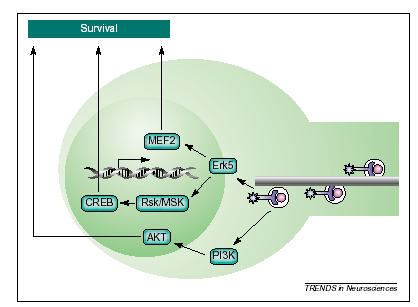 Survival
MEF2
Erk5
CREB
Rsk/MSK
AKT
PI3K
TRENDS in Neurosciences